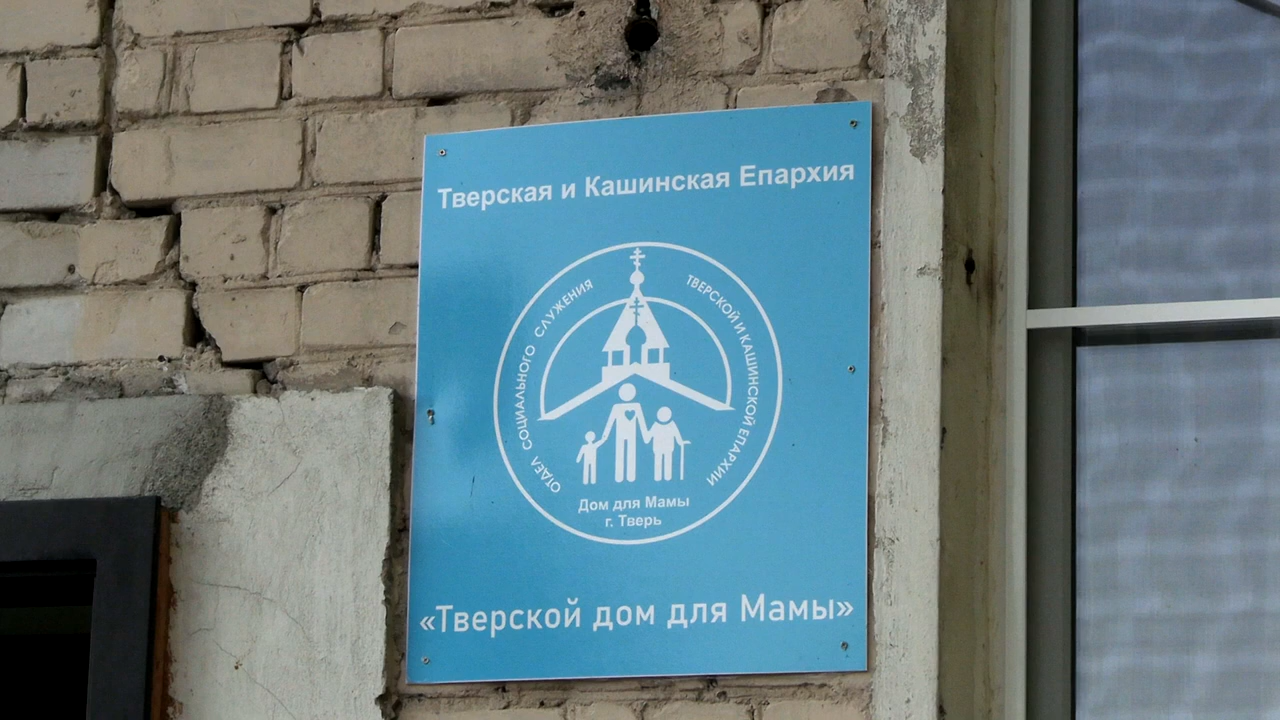 Тверская и Кашинская Епархия
ОТДЕЛ СОЦИАЛЬНОГО СЛУЖЕНИЯ
ТВЕРСКОЙ И КАШИНСКОЙ ЕПАРХИИ
Дом для Мамы
г. Тверь
«Тверской дом для Мамы»